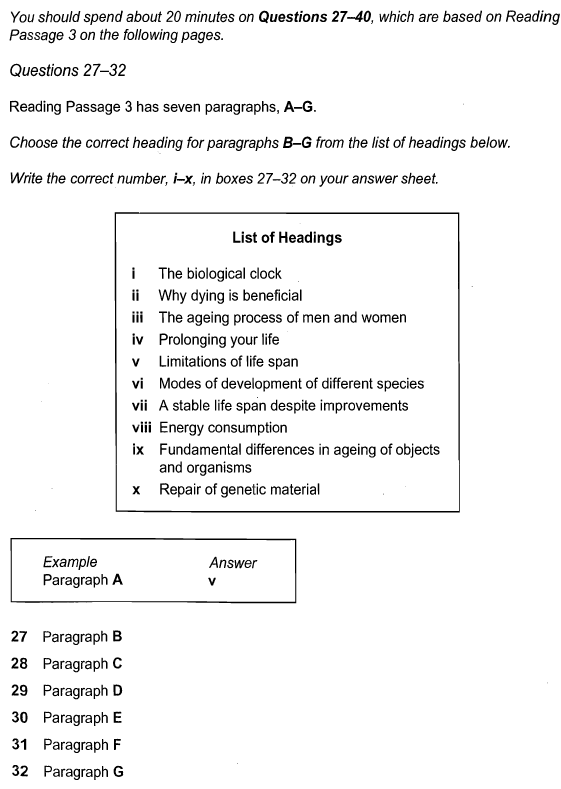 You should spend about 20 minutes on Questions 27–40, which are based on Reading
Passage 3 on the following pages.
Questions 27–32
Reading Passage 3 has seven paragraphs, A–G.
Choose the correct heading for paragraphs B–G from the list of headings below.
Write the correct number, i–x, in boxes 27–32 on your answer sheet.
List of Headings
i The biological clock
ii Why dying is beneficial
iii The ageing process of men and women
iv Prolonging your life
v Limitations of life span
vi Modes of development of different species
vii A stable life span despite improvements
viii Energy consumption
ix Fundamental differences in ageing of objects
and organisms
x Repair of genetic material
Example Answer
Paragraph A v
27 Paragraph B
28 Paragraph C
29 Paragraph D
30 Paragraph E
31 Paragraph F
32 Paragraph G